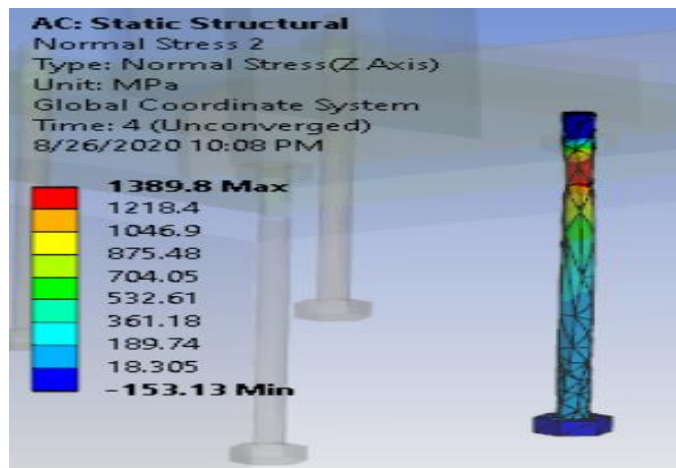 AC: Static Structural
Normal Stress 2
Type: Normal Stress(Z Axis)
Unit: MPa
Global Coordinate System
Time: 4 (Unconverged)
8/26/2020 10:08 PM
1389.8 Max
1218.4
1046.9
875.48
704.05
532.61
361.18
189.74
18.305
-153.13 Min